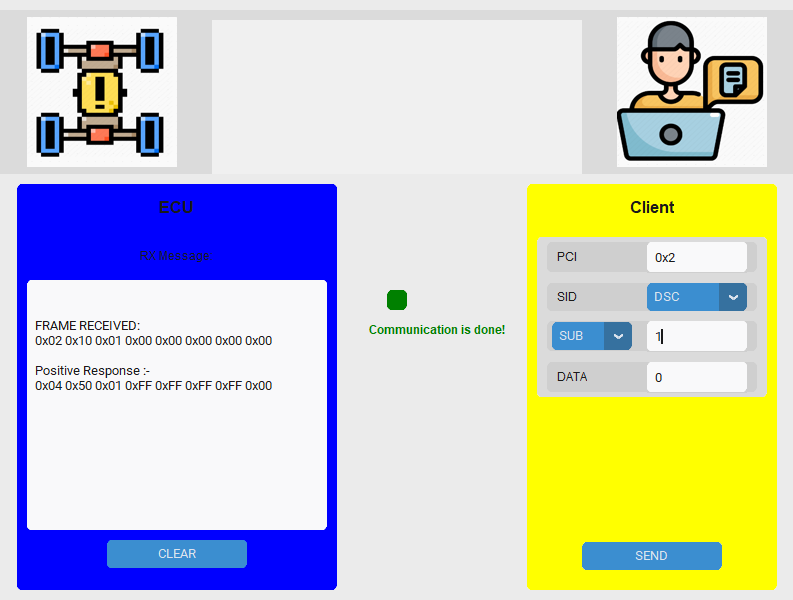 ECU
FRAME RECEIVED:
0x02 0x10 0x01 0x00 0x00 0x00 0x00 0x00
Positive Response :-
0x04 0x50 0x01 0xFF 0xFF 0xFF 0xFF 0x00
CLEAR
Communication is done!
Client
PCI 0x2
SID DSC
SUB 1
DATA 0
SEND